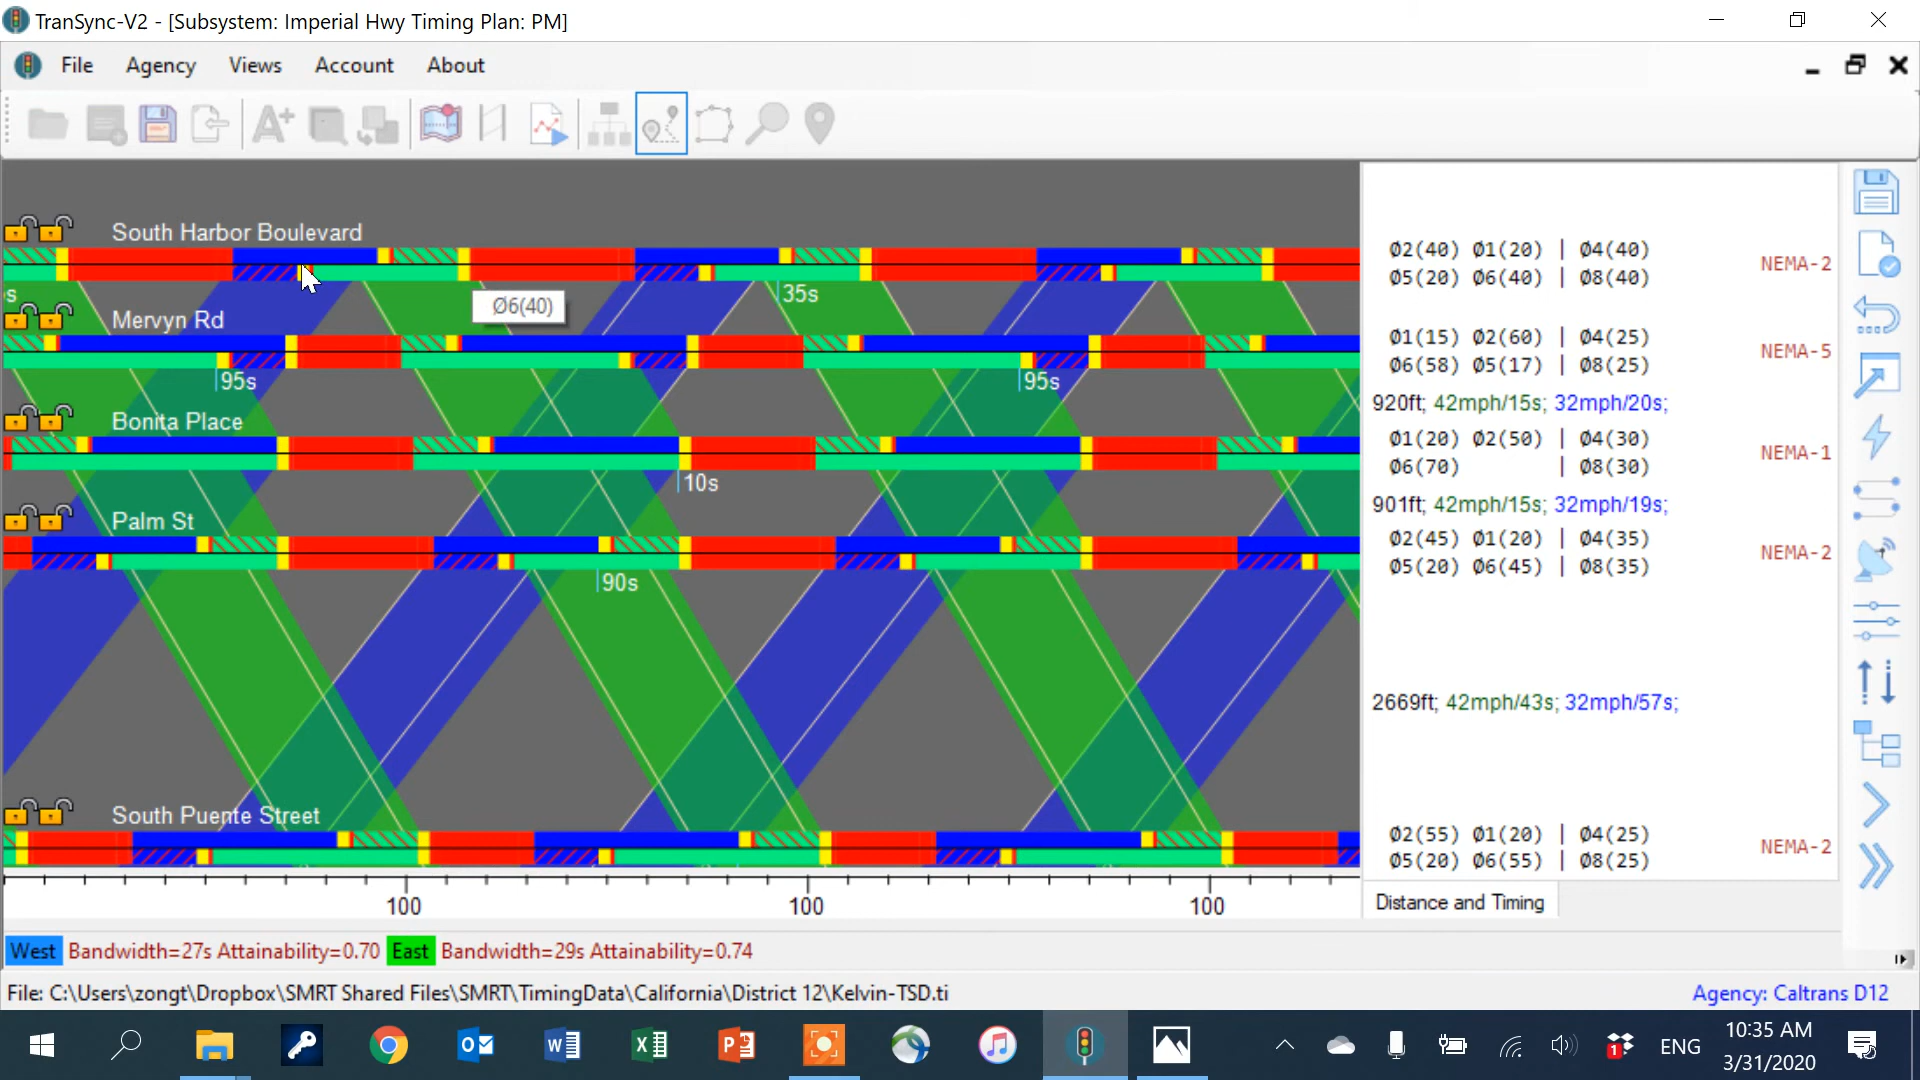 TranSync-V2 - [Subsystem: Imperial Hwy Timing Plan: PM]
File Agency Views Account About
South Harbor Boulevard
Ø2(40) Ø1(20) | Ø4(40)
NEMA-2
Ø5(20) Ø6(40) | Ø8(40)
s
35s
Ø6(40)
Mervyn Rd
Ø1(15) Ø2(60) | Ø4(25)
NEMA-5
Ø6(58) Ø5(17) | Ø8(25)
95s
95s
920ft; 42mph/15s; 32mph/20s;
Bonita Place
Ø1(20) Ø2(50) | Ø4(30)
NEMA-1
Ø6(70) | Ø8(30)
10s
901ft; 42mph/15s; 32mph/19s;
Palm St
Ø2(45) Ø1(20) | Ø4(35)
NEMA-2
Ø5(20) Ø6(45) | Ø8(35)
90s
2669ft; 42mph/43s; 32mph/57s;
South Puente Street
Ø2(55) Ø1(20) | Ø4(25)
NEMA-2
Ø5(20) Ø6(55) | Ø8(25)
100 100 100
Distance and Timing
West Bandwidth=27s Attainability=0.70 East Bandwidth=29s Attainability=0.74
File: C:\Users\zongt\Dropbox\SMRT Shared Files\SMRT\TimingData\California\District 12\Kelvin-TSD.ti
Agency: Caltrans D12
ENG
10:35 AM
3/31/2020